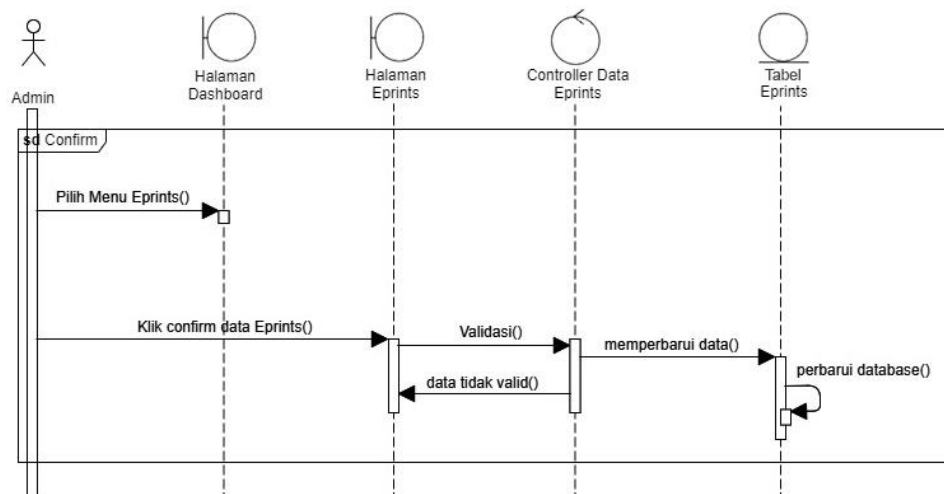 Admin
Halaman
Dashboard
Halaman
Eprints
Controller Data
Eprints
Tabel
Eprints
sd Confirm
Pilih Menu Eprints()
Klik confirm data Eprints()
Validasi()
memperbarui data()
data tidak valid()
perbarui database()